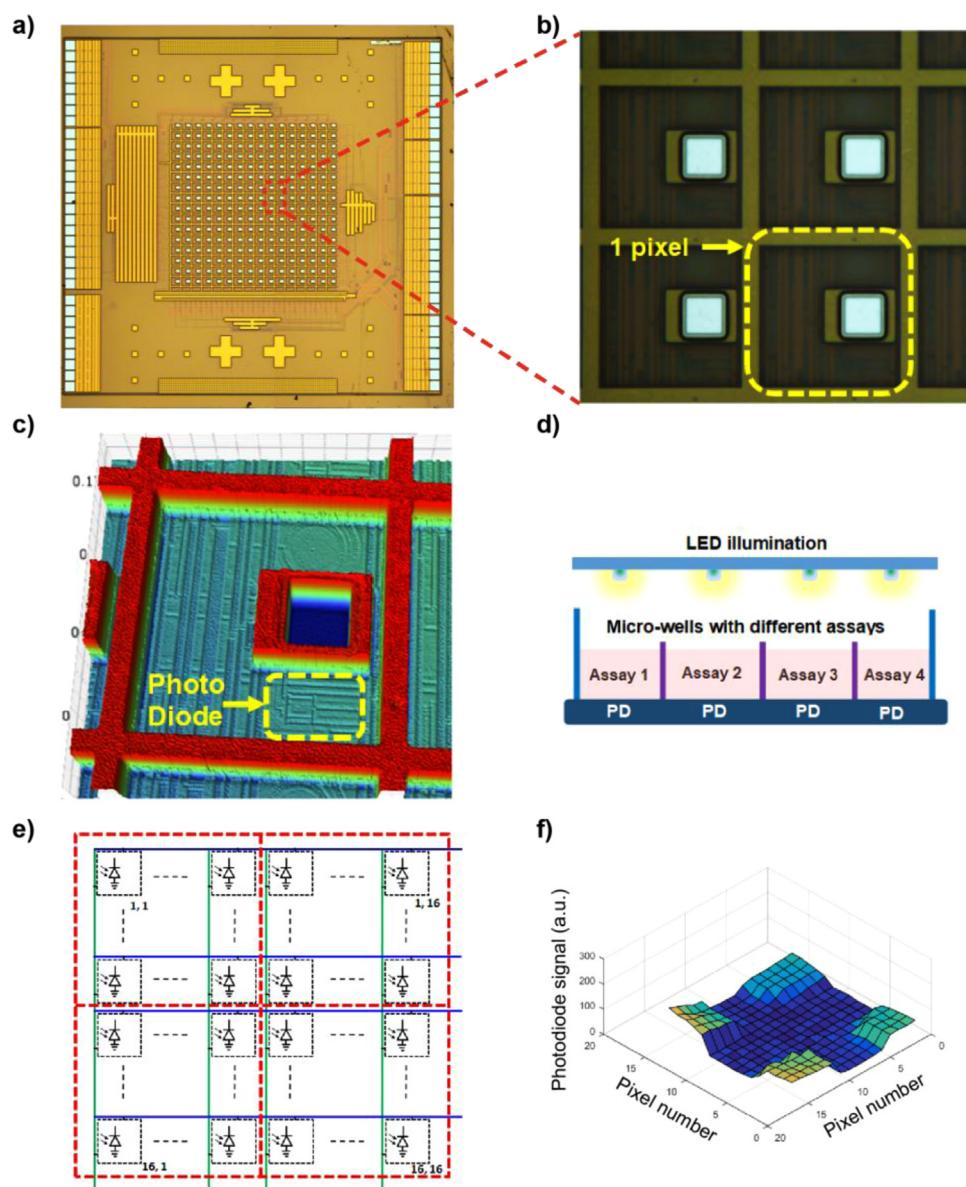 a)
b)
1 pixel
c)
0.1
0
0
Photo
Diode
d)
LED illumination
Micro-wells with different assays
Assay 1
Assay 2
Assay 3
Assay 4
PD
PD
PD
PD
e)
1, 1
1, 16
16, 1
16, 16
f)
Photodiode signal (a.u.)
300
200
100
0
20
15
10
5
0
Pixel number
20
15
10
5
0
Pixel number